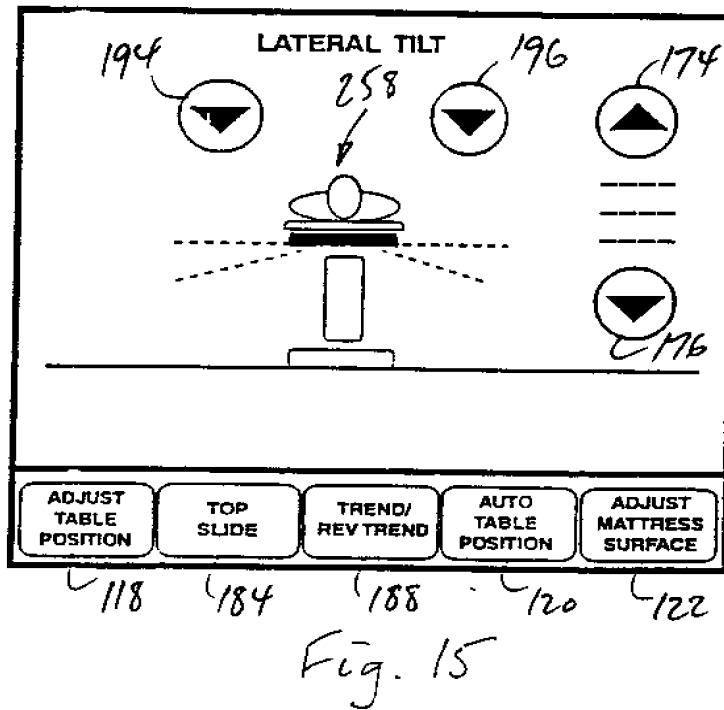 LATERAL TILT
194
258
196
174
176
ADJUST TABLE POSITION
TOP SLIDE
TREND/ REV TREND
AUTO TABLE POSITION
ADJUST MATTRESS SURFACE
118
184
188
120
122
Fig. 15